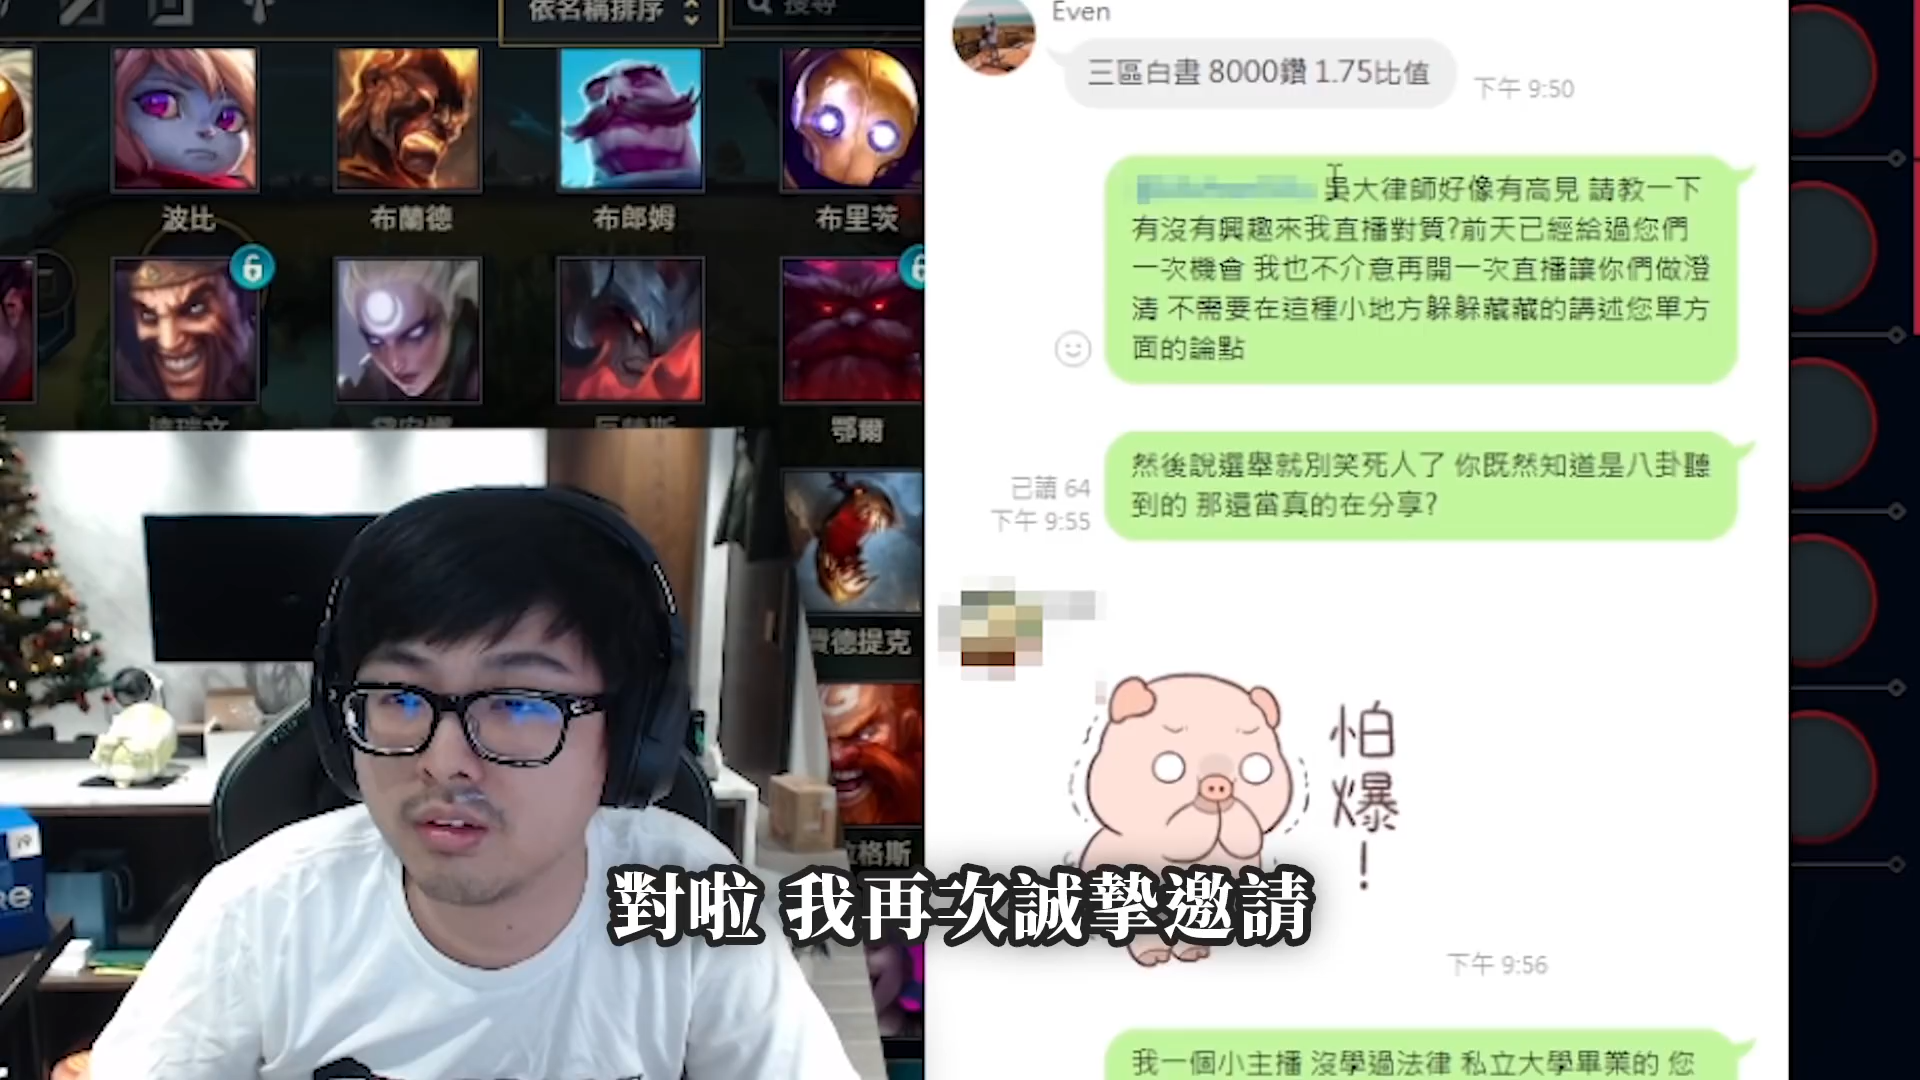 依名稱排序
搜尋
波比
布蘭德
布郎姆
布里茨
鄂爾
費德提克
拉格斯
Even
三區白晝 8000鑽 1.75比值
下午 9:50
吳大律師好像有高見 請教一下
有沒有興趣來我直播對質?前天已經給過您們
一次機會 我也不介意再開一次直播讓你們做澄
清 不需要在這種小地方躲躲藏藏的講述您單方
面的論點
然後說選舉就別笑死人了 你既然知道是八卦聽
到的 那還當真的在分享?
已讀 64
下午 9:55
怕
爆
!
下午 9:56
對啦 我再次誠摯邀請
我一個小主播 沒學過法律 私立大學畢業的 您